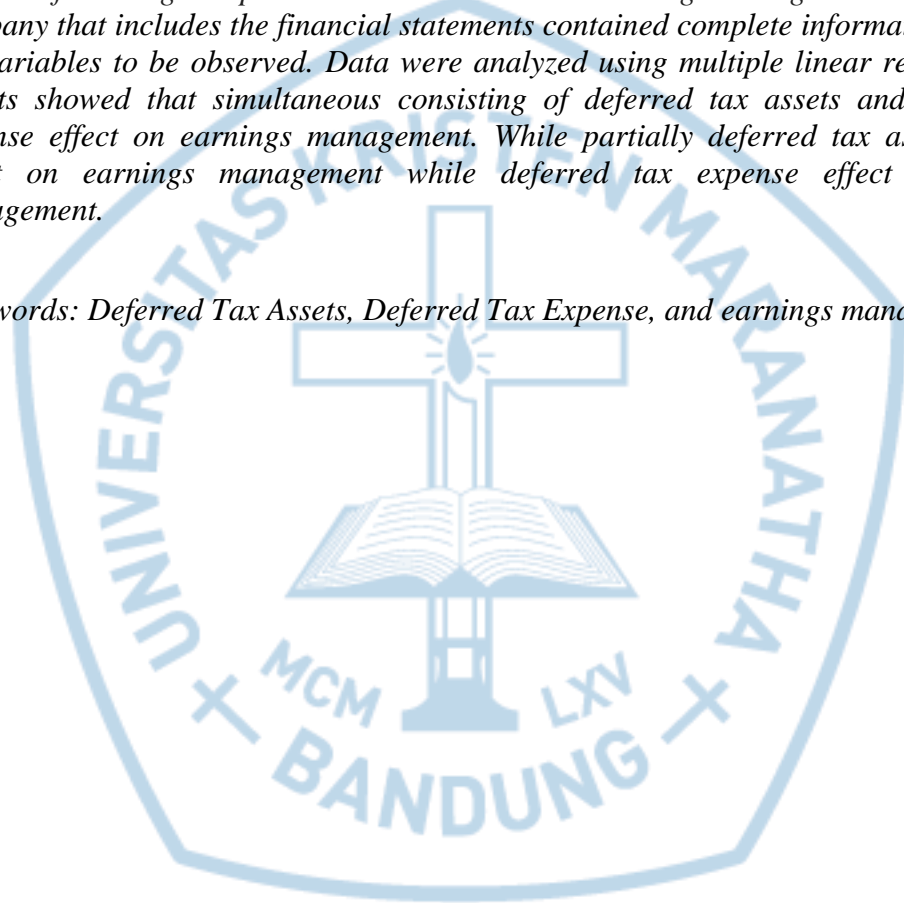 pany that includes the financial statements contained complete informa
variables to be observed. Data were analyzed using multiple linear re
ts showed that simultaneous consisting of deferred tax assets and
nse effect on earnings management. While partially deferred tax as
t on earnings management while deferred tax expense effect
agement.
words: Deferred Tax Assets, Deferred Tax Expense, and earnings mana
UNIVERSITAS KRISTEN MARANATHA
MCM LXV
BANDUNG